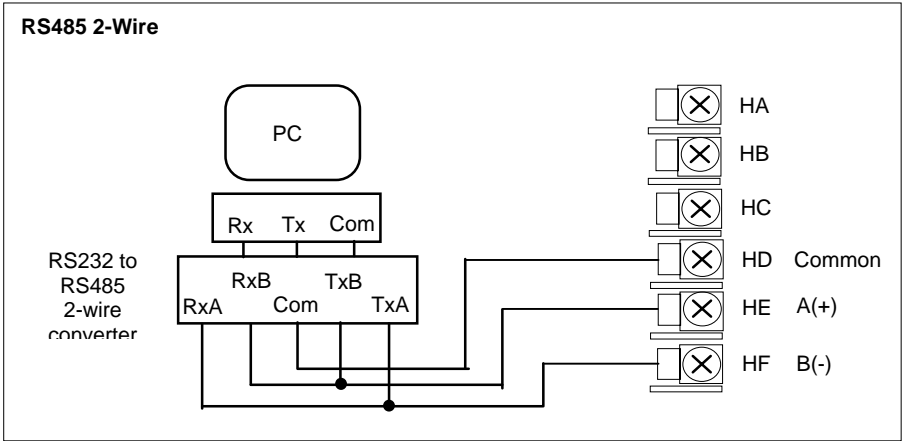 RS485 2-Wire
PC
Rx Tx Com
RS232 to
RS485
2-wire
converter
RxB TxB
RxA Com TxA
HA
HB
HC
HD Common
HE A(+)
HF B(-)